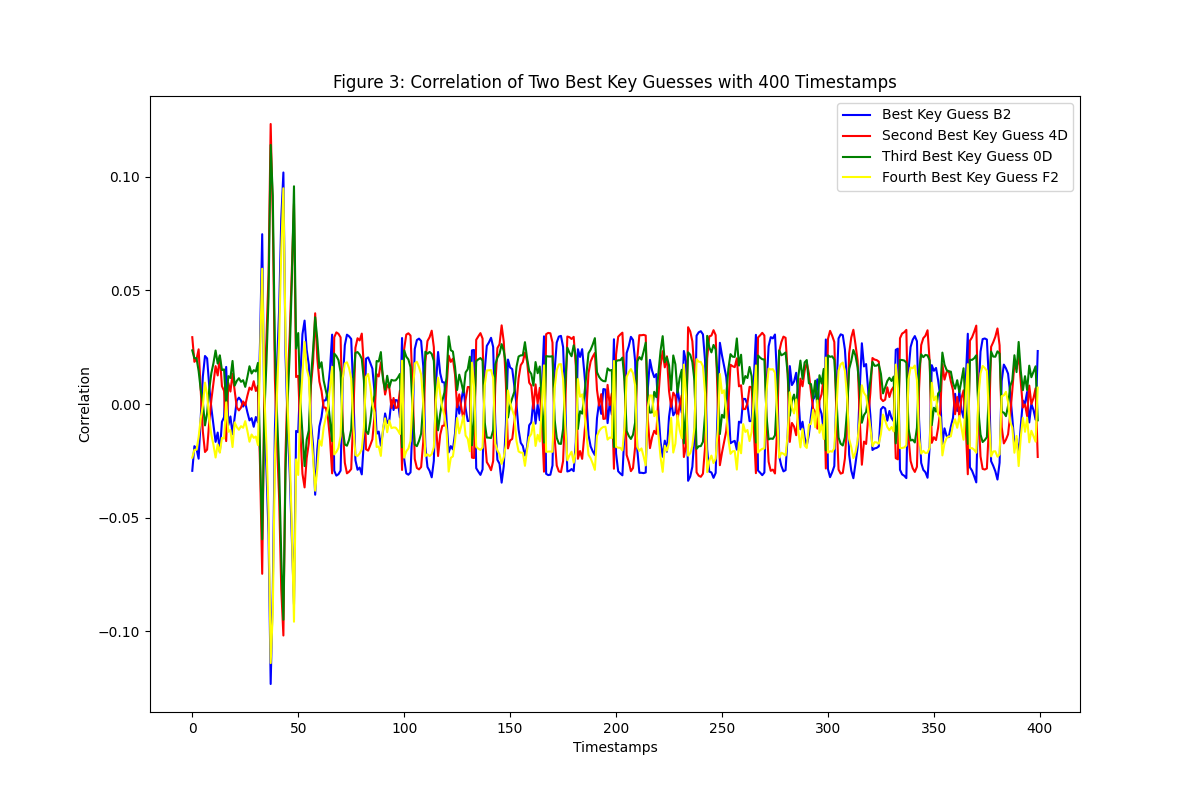 Figure 3: Correlation of Two Best Key Guesses with 400 Timestamps
Best Key Guess B2
Second Best Key Guess 4D
Third Best Key Guess 0D
Fourth Best Key Guess F2
Correlation
0.10
0.05
0.00
−0.05
−0.10
0 50 100 150 200 250 300 350 400
Timestamps